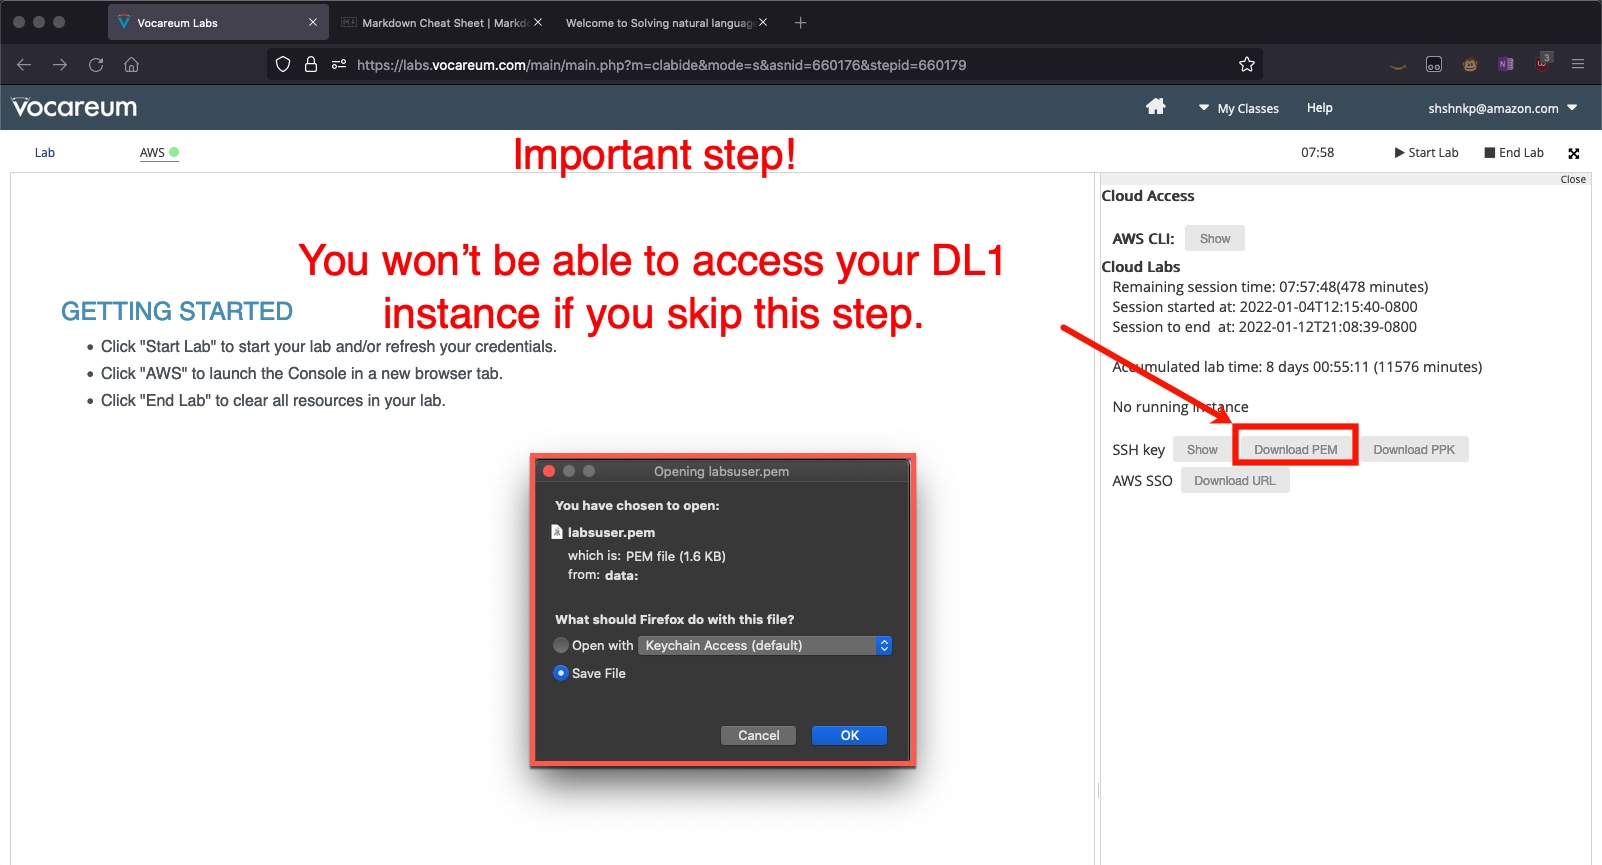 Vocareum Labs
Markdown Cheat Sheet | Markd
Welcome to Solving natural languag
https://labs.vocareum.com/main/main.php?m=clabide&mode=s&asnid=660176&stepid=660179
3
vocareum
My Classes
Help
shshnkp@amazon.com
Lab
AWS
Important step!
07:58
Start Lab
End Lab
Close
You won't be able to access your DL1
instance if you skip this step.
GETTING STARTED
• Click "Start Lab" to start your lab and/or refresh your credentials.
• Click "AWS" to launch the Console in a new browser tab.
• Click "End Lab" to clear all resources in your lab.
Opening labsuser.pem
You have chosen to open:
labsuser.pem
which is: PEM file (1.6 KB)
from: data:
What should Firefox do with this file?
Open with Keychain Access (default)
Save File
Cancel
OK
Cloud Access
AWS CLI: Show
Cloud Labs
Remaining session time: 07:57:48(478 minutes)
Session started at: 2022-01-04T12:15:40-0800
Session to end at: 2022-01-12T21:08:39-0800
Accumulated lab time: 8 days 00:55:11 (11576 minutes)
No running instance
SSH key Show Download PEM Download PPK
AWS SSO Download URL